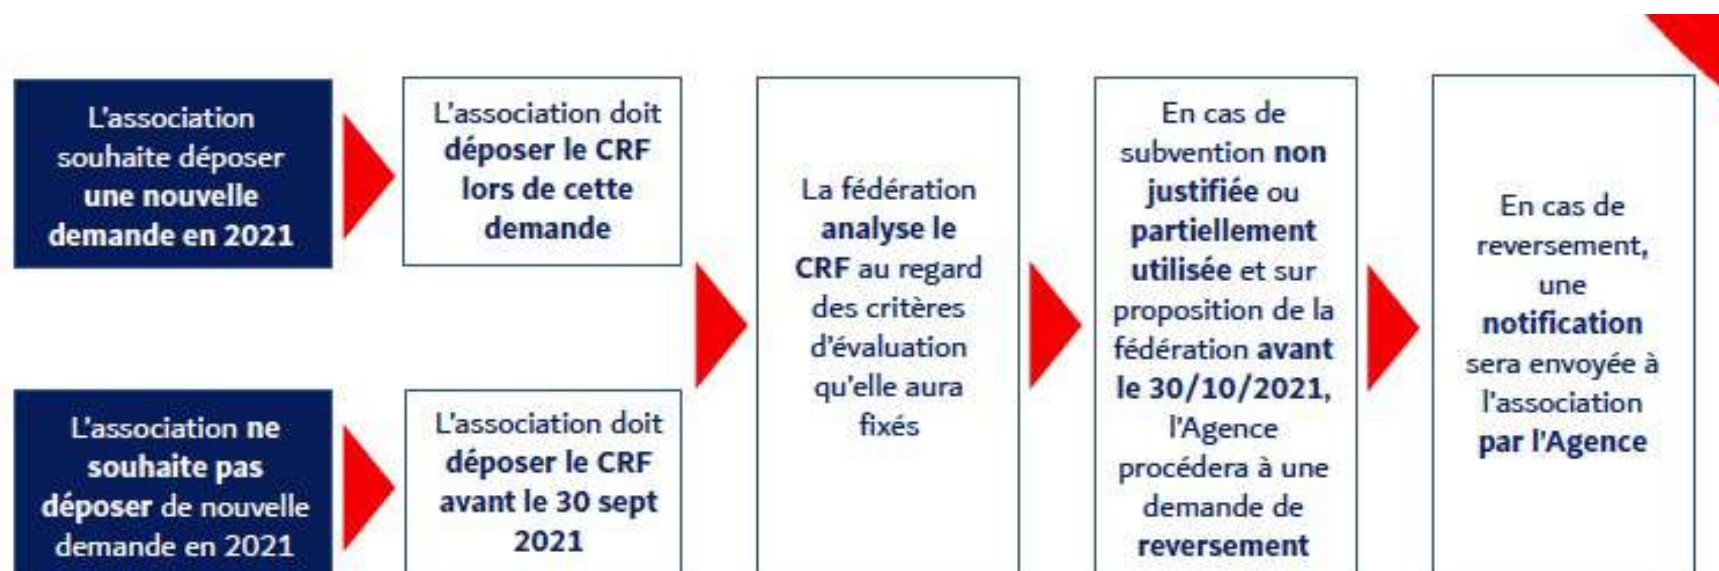 L'association
souhaite déposer
une nouvelle
demande en 2021
L'association doit
déposer le CRF
lors de cette
demande
L'association ne
souhaite pas
déposer de nouvelle
demande en 2021
L'association doit
déposer le CRF
avant le 30 sept
2021
La fédération
analyse le
CRF au regard
des critères
d'évaluation
qu'elle aura
fixés
En cas de
subvention non
justifiée ou
partiellement
utilisée et sur
proposition de la
fédération avant
le 30/10/2021,
l'Agence
procédera à une
demande de
reversement
En cas de
reversement,
une
notification
sera envoyée à
l'association
par l'Agence